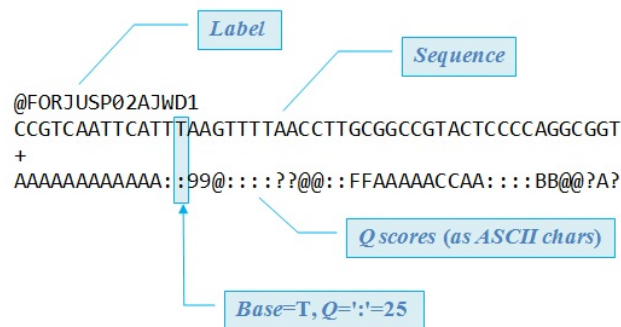 Label
Sequence
@FORJUSP02AJWD1
CCGTCAATTCATTTAAGTTTTAACCTTGCGGCCGTACTCCCCAGGCGGT
+
AAAAAAAAAAAA::99@::::??@@::FFAAAAACCAA::::BB@@?A?
Q scores (as ASCII chars)
Base=T, Q=':'=25